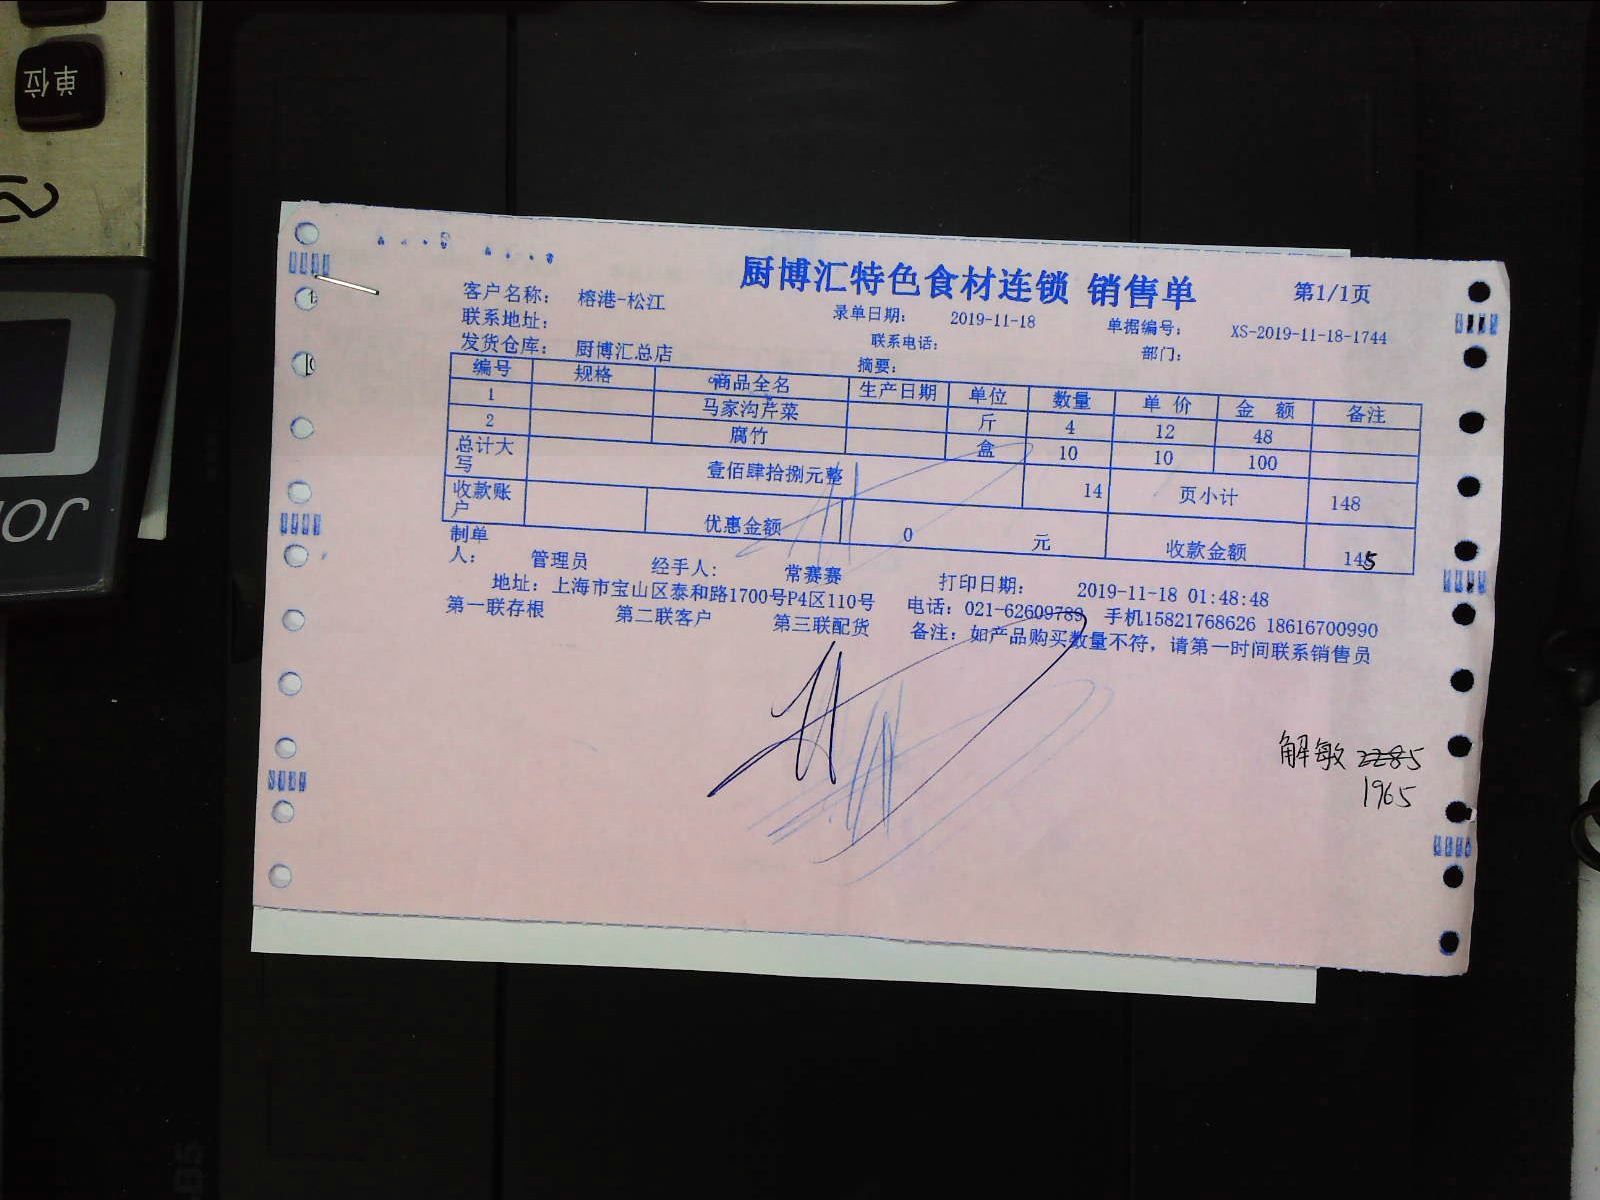 单位
厨博汇特色食材连锁 销售单
第1/1页
客户名称： 榕港-松江
录单日期： 2019-11-18
单据编号： XS-2019-11-18-1744
联系地址：
联系电话：
部门：
发货仓库： 厨博汇总店
摘要：
编号 规格 商品全名 生产日期 单位 数量 单 价 金 额 备注
1 马家沟芹菜 斤 4 12 48
2 腐竹 盒 10 10 100
总计大写 壹佰肆拾捌元整 14 页小计 148
收款账户 优惠金额 0 元 收款金额 145
制单人： 管理员 经手人： 常赛赛 打印日期： 2019-11-18 01:48:48
地址：上海市宝山区泰和路1700号P4区110号 电话：021-62609789 手机15821768626 18616700990
第一联存根 第二联客户 第三联配货 备注：如产品购买数量不符，请第一时间联系销售员
解敏 2285
1965